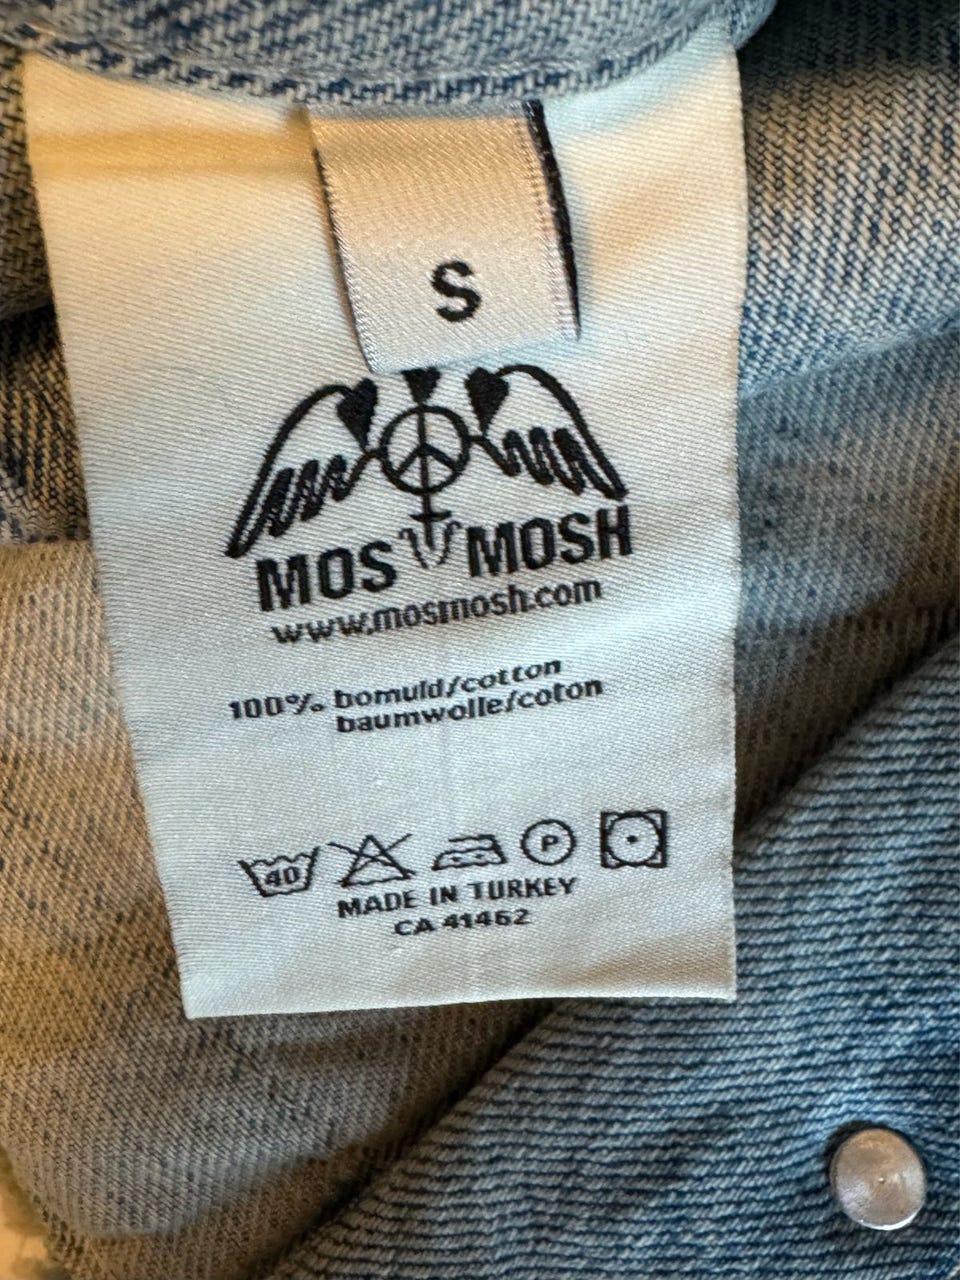 S
MOS MOSH
www.mosmosh.com
100% bomuld/cotton
baumwolle/coton
40 P
MADE IN TURKEY
CA 41462